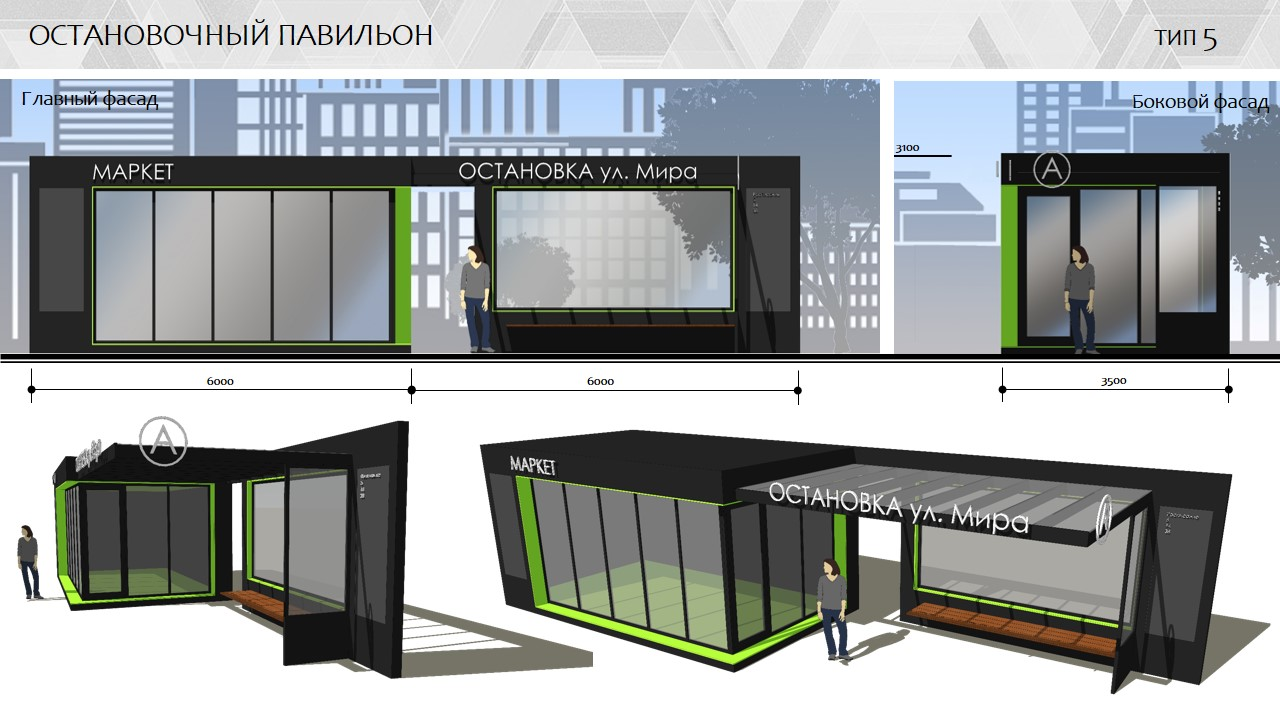 ОСТАНОВОЧНЫЙ ПАВИЛЬОН
ТИП 5
Главный фасад
Боковой фасад
МАРКЕТ
ОСТАНОВКА ул. Мира
3100
А
6000
6000
3500
А
МАРКЕТ
ОСТАНОВКА ул. Мира
А